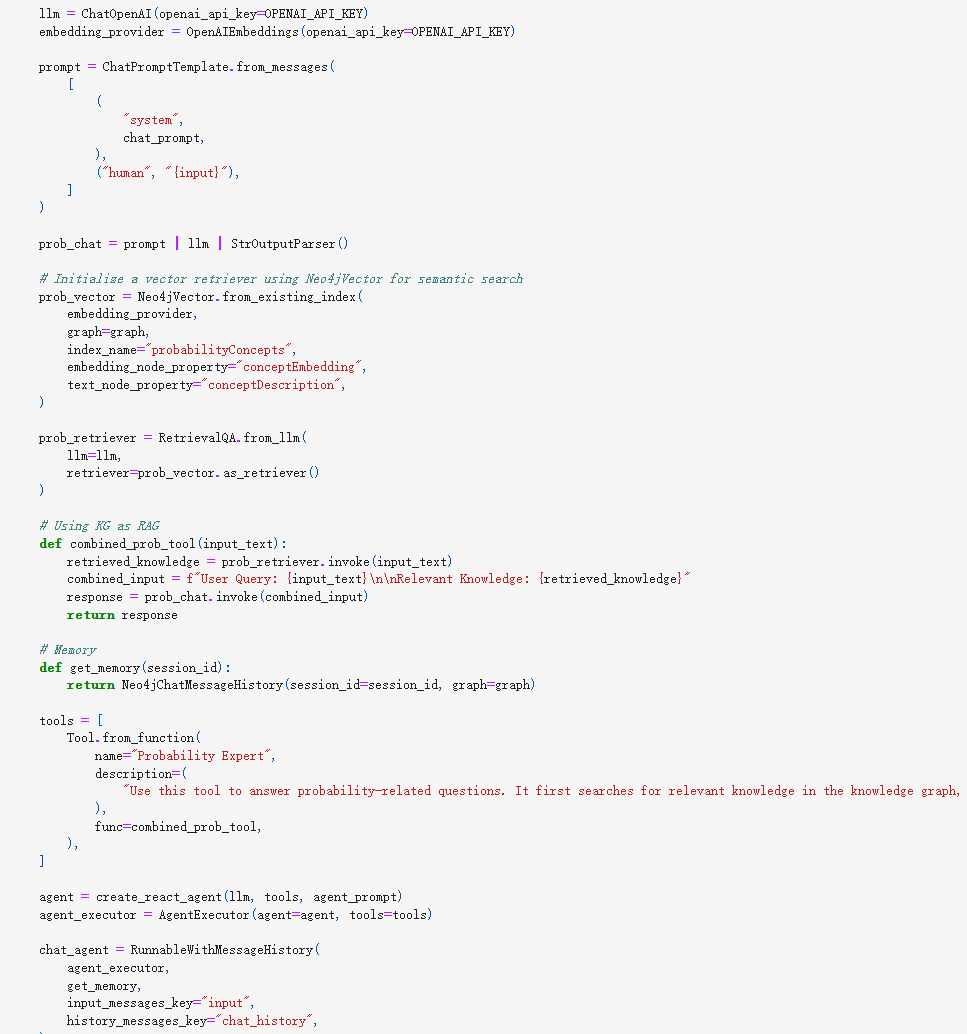 llm = ChatOpenAI(openai_api_key=OPENAI_API_KEY)
embedding_provider = OpenAIEmbeddings(openai_api_key=OPENAI_API_KEY)

prompt = ChatPromptTemplate.from_messages(
    [
        (
            "system",
            chat_prompt,
        ),
        ("human", "{input}"),
    ]
)

prob_chat = prompt | llm | StrOutputParser()

# Initialize a vector retriever using Neo4jVector for semantic search
prob_vector = Neo4jVector.from_existing_index(
    embedding_provider,
    graph=graph,
    index_name="probabilityConcepts",
    embedding_node_property="conceptEmbedding",
    text_node_property="conceptDescription",
)

prob_retriever = RetrievalQA.from_llm(
    llm=llm,
    retriever=prob_vector.as_retriever()
)

# Using KG as RAG
def combined_prob_tool(input_text):
    retrieved_knowledge = prob_retriever.invoke(input_text)
    combined_input = f"User Query: {input_text}\n\nRelevant Knowledge: {retrieved_knowledge}"
    response = prob_chat.invoke(combined_input)
    return response

# Memory
def get_memory(session_id):
    return Neo4jChatMessageHistory(session_id=session_id, graph=graph)

tools = [
    Tool.from_function(
        name="Probability Expert",
        description=(
            "Use this tool to answer probability-related questions. It first searches for relevant knowledge in the knowledge graph,
        ),
        func=combined_prob_tool,
    ),
]

agent = create_react_agent(llm, tools, agent_prompt)
agent_executor = AgentExecutor(agent=agent, tools=tools)

chat_agent = RunnableWithMessageHistory(
    agent_executor,
    get_memory,
    input_messages_key="input",
    history_messages_key="chat_history",